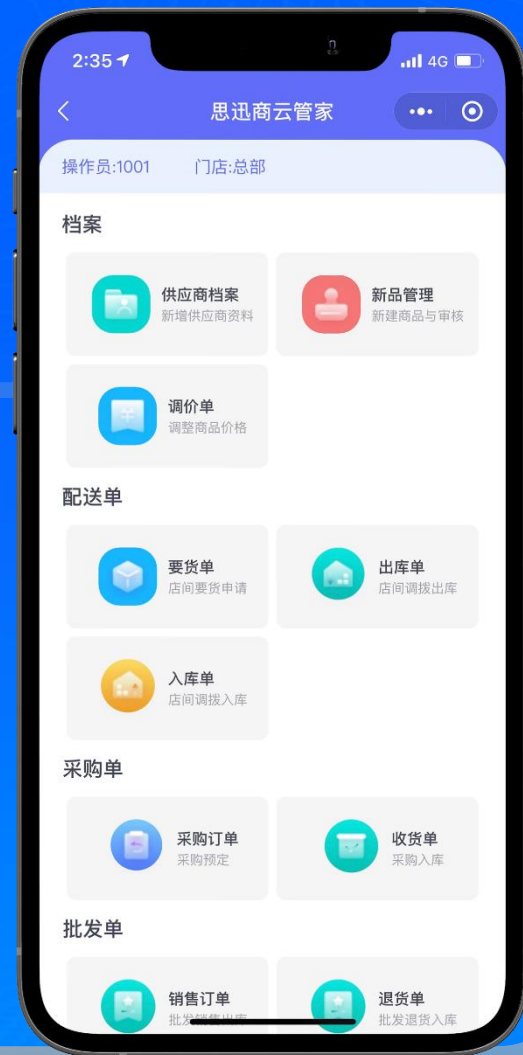 2:35
4G
思迅商云管家
操作员:1001 门店:总部
档案
供应商档案
新增供应商资料
新品管理
新建商品与审核
调价单
调整商品价格
配送单
要货单
店间要货申请
出库单
店间调拨出库
入库单
店间调拨入库
采购单
采购订单
采购预定
收货单
采购入库
批发单
销售订单
批发销售出库
退货单
批发退货入库